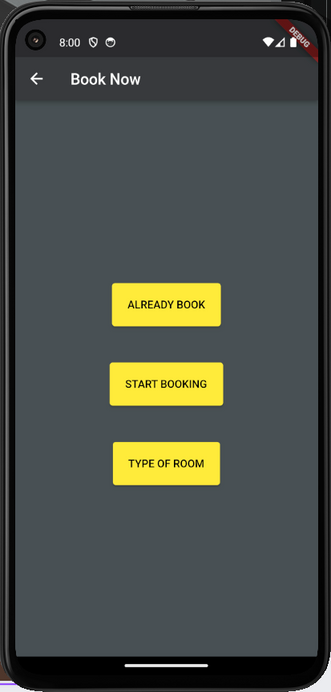 8:00
DEBUG
Book Now
ALREADY BOOK
START BOOKING
TYPE OF ROOM